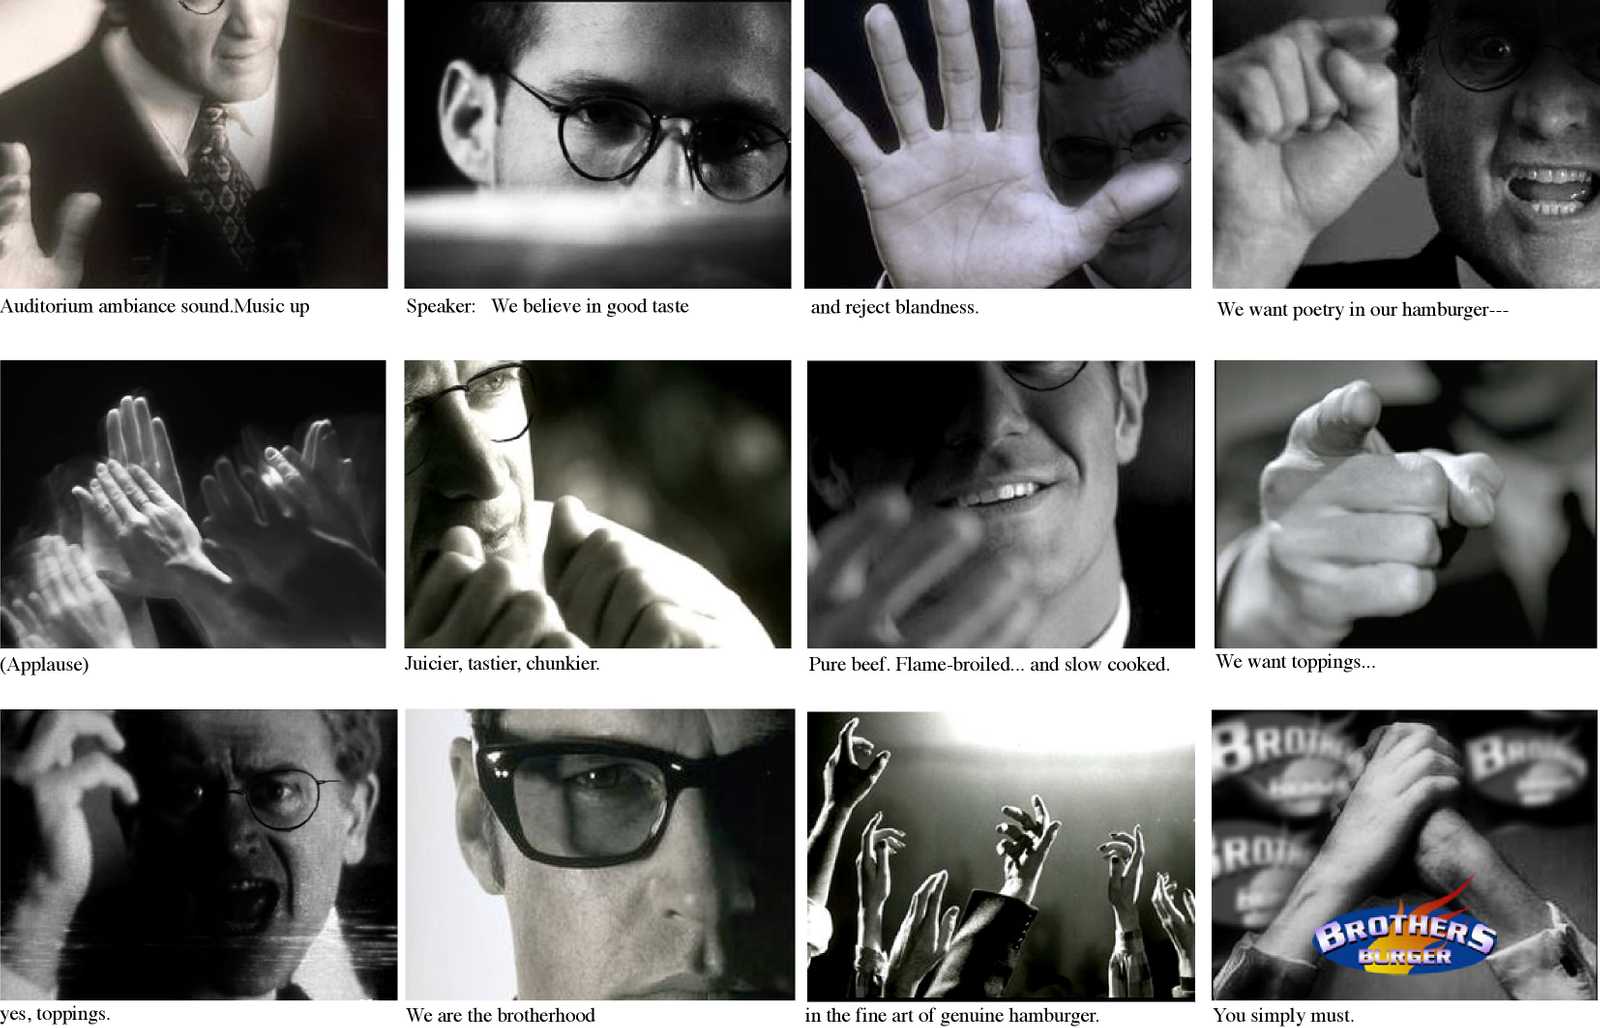 Auditorium ambiance sound.Music up
Speaker: We believe in good taste
and reject blandness.
We want poetry in our hamburger---
(Applause)
Juicier, tastier, chunkier.
Pure beef. Flame-broiled... and slow cooked.
We want toppings...
yes, toppings.
We are the brotherhood
in the fine art of genuine hamburger.
BROTHERS
BURGER
You simply must.